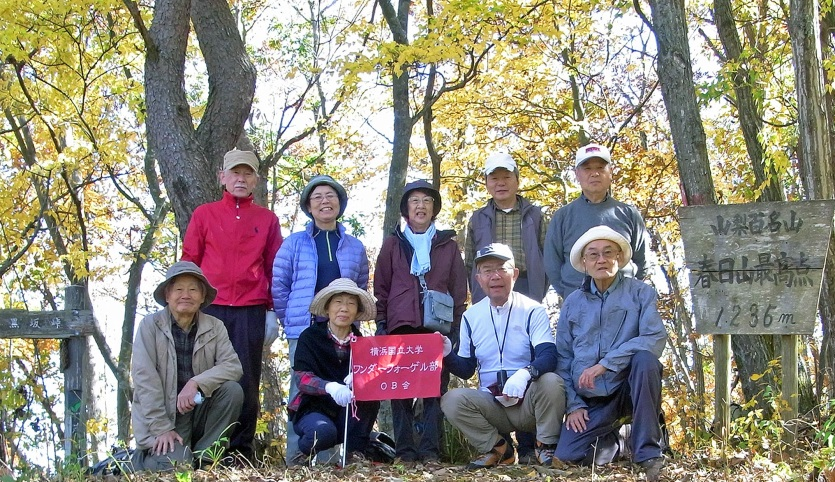 黒坂峠
横浜国立大学
ワンダーフォーゲル部
OB会
山梨百名山
春日山最高点
1.236m